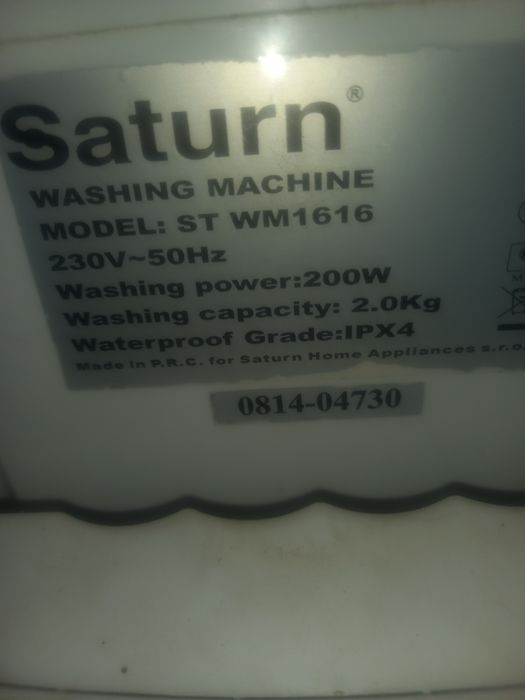 Saturn®
WASHING MACHINE
MODEL: ST WM1616
230V~50Hz
Washing power:200W
Washing capacity: 2.0Kg
Waterproof Grade:IPX4
Made in P.R.C. for Saturn Home Appliances s.r.o.
0814-04730